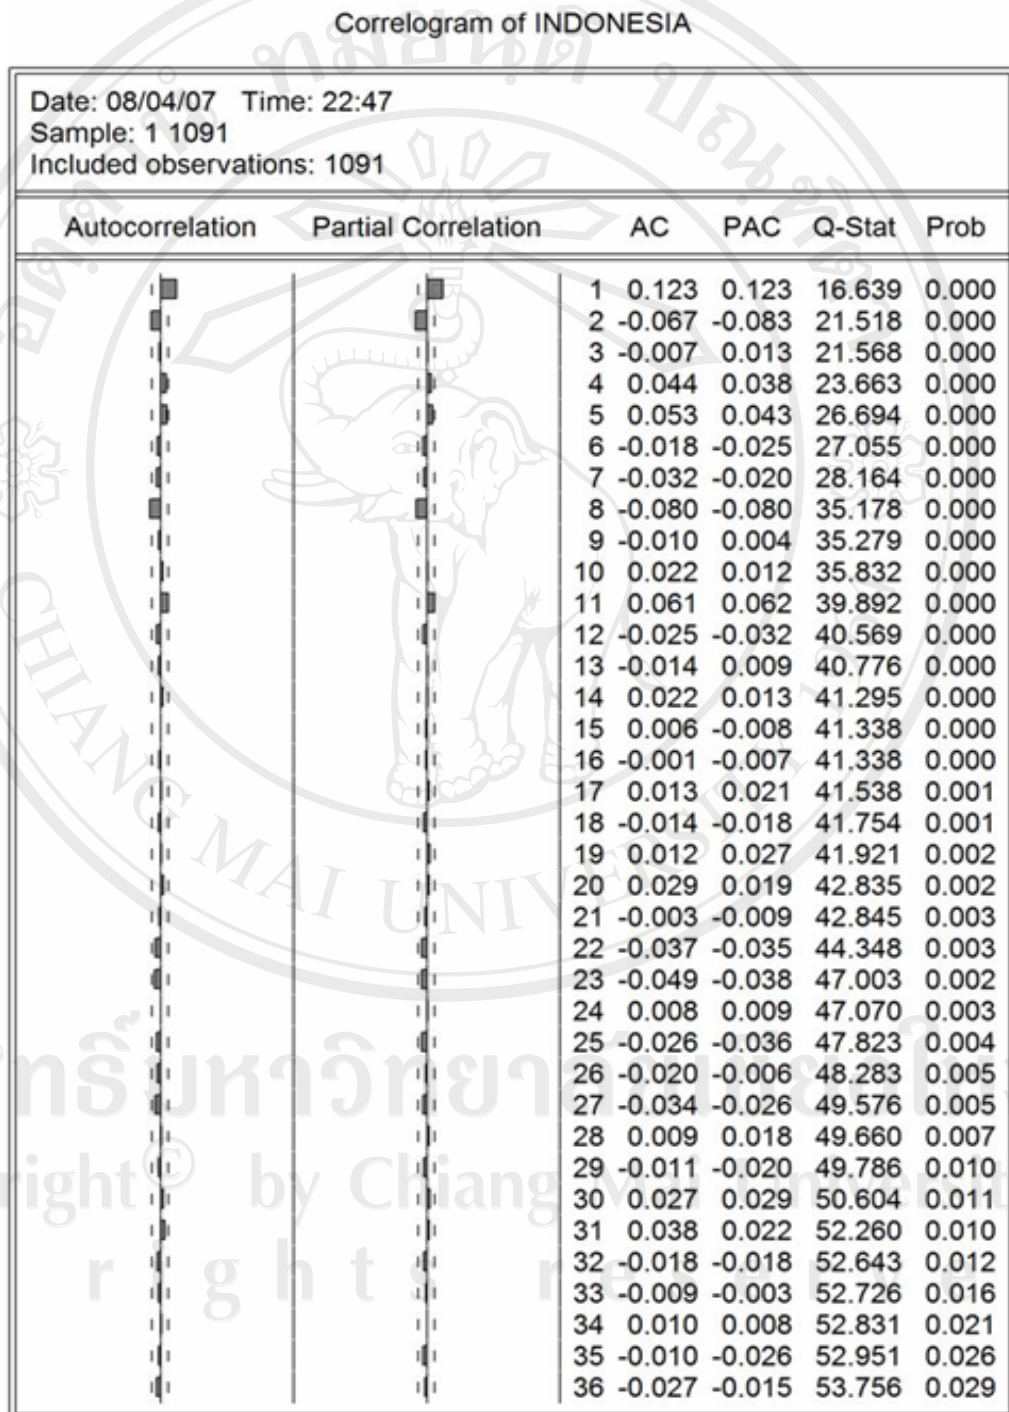 Correlogram of INDONESIA
Date: 08/04/07 Time: 22:47
Sample: 1 1091
Included observations: 1091
Autocorrelation Partial Correlation AC PAC Q-Stat Prob
1 0.123 0.123 16.639 0.000
2 -0.067 -0.083 21.518 0.000
3 -0.007 0.013 21.568 0.000
4 0.044 0.038 23.663 0.000
5 0.053 0.043 26.694 0.000
6 -0.018 -0.025 27.055 0.000
7 -0.032 -0.020 28.164 0.000
8 -0.080 -0.080 35.178 0.000
9 -0.010 0.004 35.279 0.000
10 0.022 0.012 35.832 0.000
11 0.061 0.062 39.892 0.000
12 -0.025 -0.032 40.569 0.000
13 -0.014 0.009 40.776 0.000
14 0.022 0.013 41.295 0.000
15 0.006 -0.008 41.338 0.000
16 -0.001 -0.007 41.338 0.000
17 0.013 0.021 41.538 0.001
18 -0.014 -0.018 41.754 0.001
19 0.012 0.027 41.921 0.002
20 0.029 0.019 42.835 0.002
21 -0.003 -0.009 42.845 0.003
22 -0.037 -0.035 44.348 0.003
23 -0.049 -0.038 47.003 0.002
24 0.008 0.009 47.070 0.003
25 -0.026 -0.036 47.823 0.004
26 -0.020 -0.006 48.283 0.005
27 -0.034 -0.026 49.576 0.005
28 0.009 0.018 49.660 0.007
29 -0.011 -0.020 49.786 0.010
30 0.027 0.029 50.604 0.011
31 0.038 0.022 52.260 0.010
32 -0.018 -0.018 52.643 0.012
33 -0.009 -0.003 52.726 0.016
34 0.010 0.008 52.831 0.021
35 -0.010 -0.026 52.951 0.026
36 -0.027 -0.015 53.756 0.029
CHIANG MAI UNIVERSITY
by Chiang Mai
rights